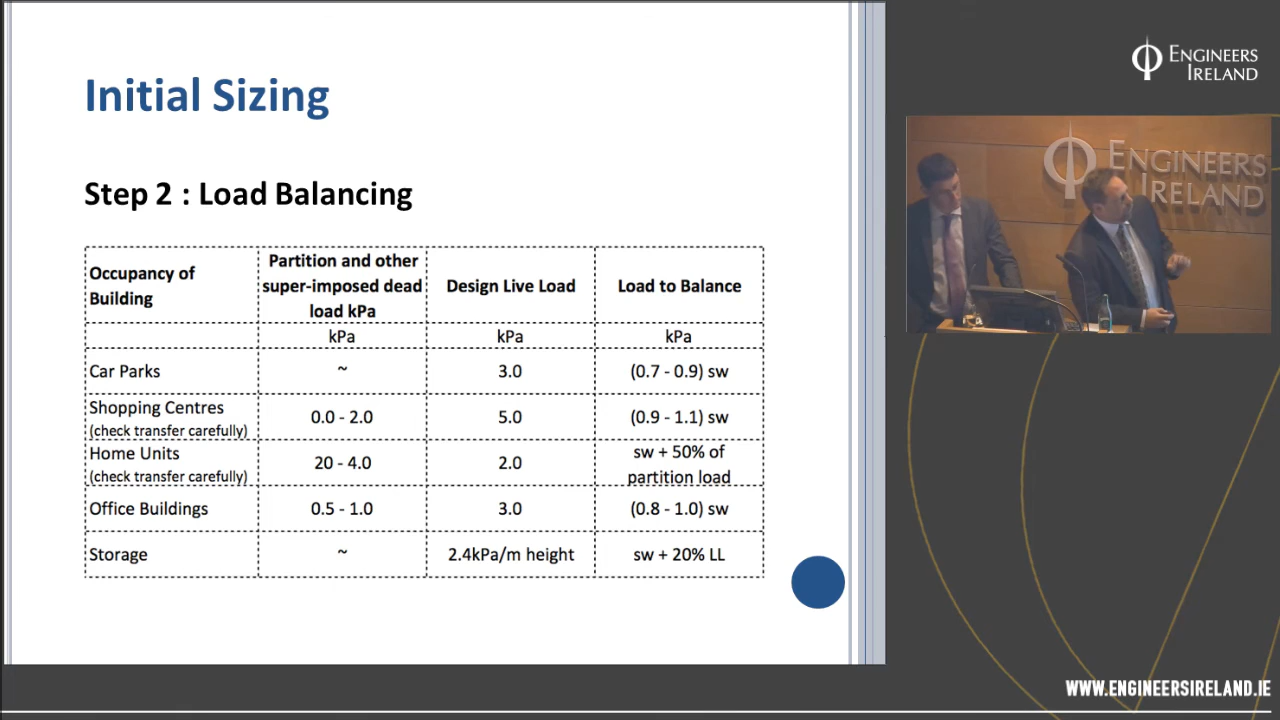 Initial Sizing
Step 2 : Load Balancing
Occupancy of
Building
Partition and other
super-imposed dead
load kPa
Design Live Load
Load to Balance
kPa
kPa
kPa
Car Parks
~
3.0
(0.7 - 0.9) sw
Shopping Centres
(check transfer carefully)
0.0 - 2.0
5.0
(0.9 - 1.1) sw
Home Units
(check transfer carefully)
20 - 4.0
2.0
sw + 50% of
partition load
Office Buildings
0.5 - 1.0
3.0
(0.8 - 1.0) sw
Storage
~
2.4kPa/m height
sw + 20% LL
ENGINEERS
IRELAND
ENGINEERS
IRELAND
WWW.ENGINEERSIRELAND.IE